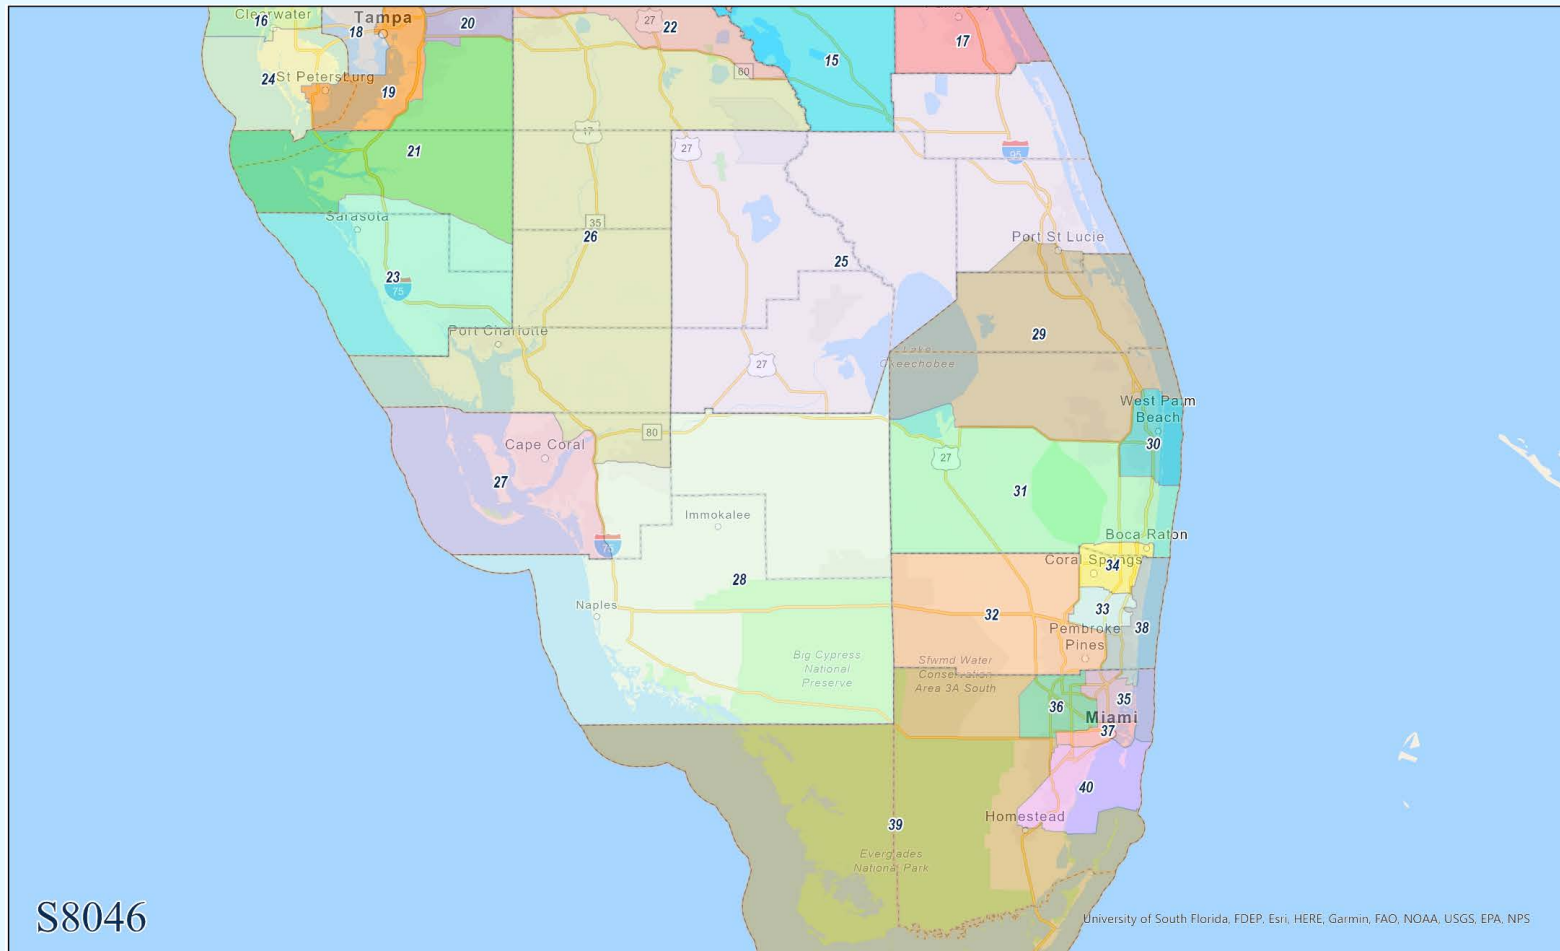 16
Clearwater
Tampa
18
20
27
22
17
15
60
24
St Petersburg
19
17
27
95
21
Sarasota
35
26
Port St Lucie
25
23
75
Port Charlotte
29
Lake
Okeechobee
27
West Palm
Beach
80
30
Cape Coral
27
27
31
Immokalee
Boca Raton
Coral Springs
34
28
Naples
32
33
38
Pembroke
Pines
Big Cypress
National
Preserve
Sfwmd Water
Conservation
Area 3A South
35
36
Miami
37
40
Homestead
39
Everglades
National Park
S8046
University of South Florida, FDEP, Esri, HERE, Garmin, FAO, NOAA, USGS, EPA, NPS